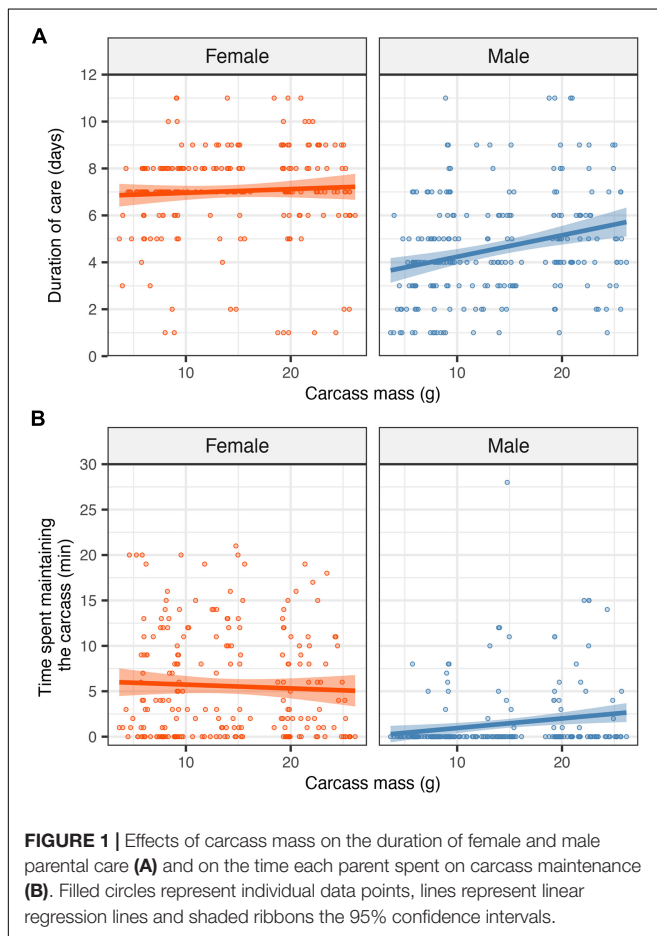 A
Female
Male
12
10
8
6
4
2
0
Duration of care (days)
10
20
10
20
Carcass mass (g)
B
Female
Male
30
25
20
15
10
5
0
Time spent maintaining
the carcass (min)
10
20
10
20
Carcass mass (g)
FIGURE 1 | Effects of carcass mass on the duration of female and male
parental care (A) and on the time each parent spent on carcass maintenance
(B). Filled circles represent individual data points, lines represent linear
regression lines and shaded ribbons the 95% confidence intervals.